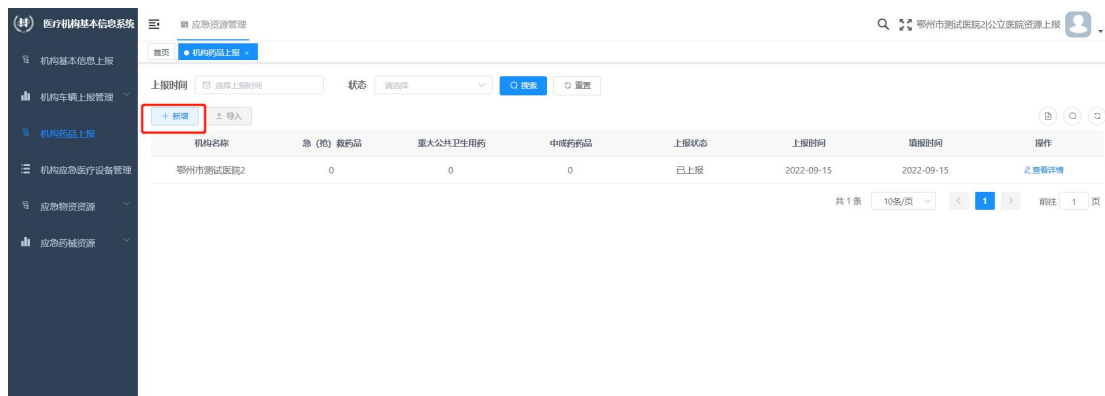 医疗机构基本信息系统
应急资源管理
鄂州市测试医院2|公立医院资源上报
机构基本信息上报
机构车辆上报管理
机构药品上报
机构应急医疗设备管理
应急物资资源
应急药械资源
首页
机构药品上报 ×
上报时间 选择上报时间 状态 请选择 搜索 重置
+ 新增 导入
机构名称 急（抢）救药品 重大公共卫生用药 中成药药品 上报状态 上报时间 填报时间 操作
鄂州市测试医院2 0 0 0 已上报 2022-09-15 2022-09-15 查看详情
共 1 条 10条/页 < 1 > 前往 1 页